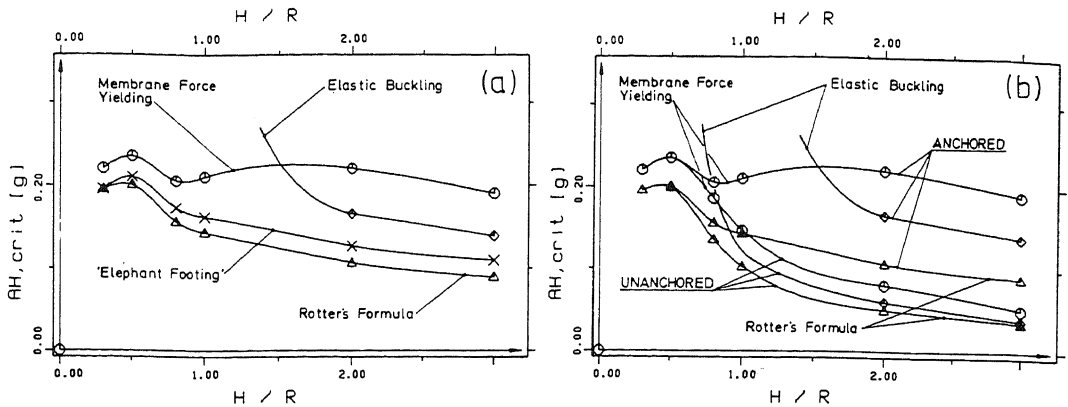 H / R
0.00
1.00
2.00
Membrane Force
Yielding
Elastic Buckling
(a)
AH,crit [g]
0.20
0.00
'Elephant Footing'
Rotter's Formula
0.00
1.00
2.00
H / R
H / R
0.00
1.00
2.00
Membrane Force
Yielding
Elastic Buckling
(b)
ANCHORED
AH,crit [g]
0.20
0.00
UNANCHORED
Rotter's Formula
0.00
1.00
2.00
H / R